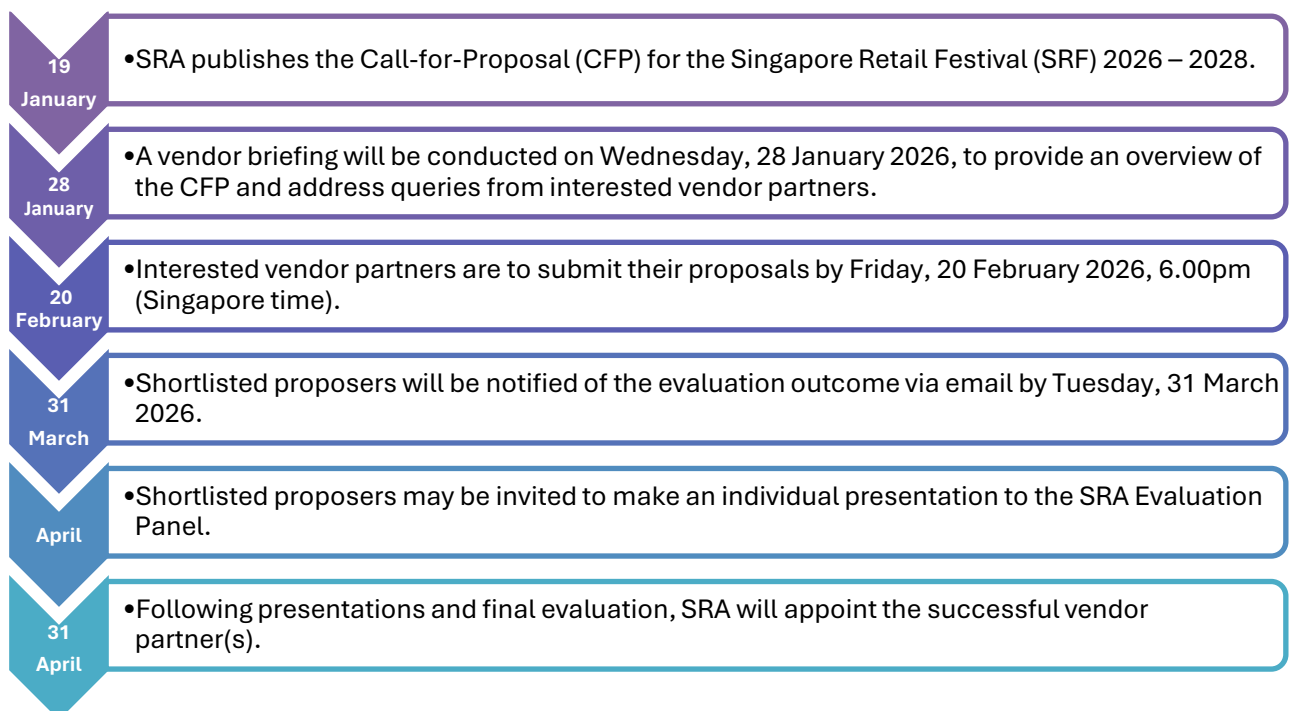 19
January
•SRA publishes the Call-for-Proposal (CFP) for the Singapore Retail Festival (SRF) 2026 – 2028.
28
January
•A vendor briefing will be conducted on Wednesday, 28 January 2026, to provide an overview of
the CFP and address queries from interested vendor partners.
20
February
•Interested vendor partners are to submit their proposals by Friday, 20 February 2026, 6.00pm
(Singapore time).
31
March
•Shortlisted proposers will be notified of the evaluation outcome via email by Tuesday, 31 March
2026.
April
•Shortlisted proposers may be invited to make an individual presentation to the SRA Evaluation
Panel.
31
April
•Following presentations and final evaluation, SRA will appoint the successful vendor
partner(s).